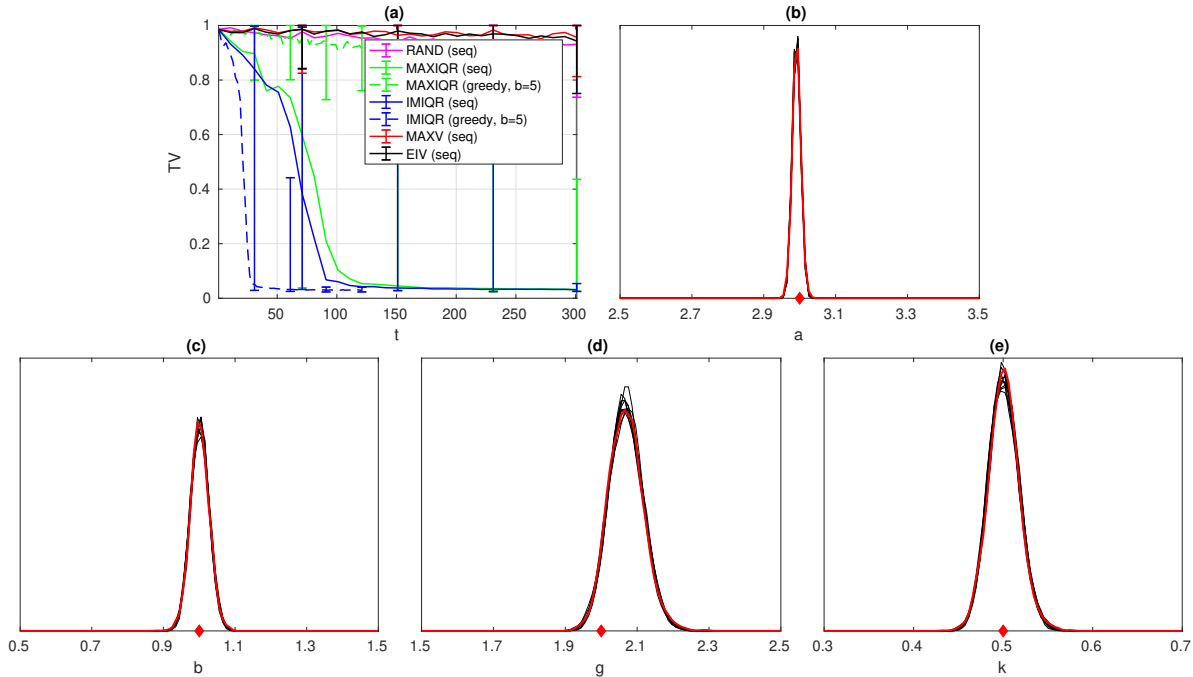 (a)
TV
1
0.8
0.6
0.4
0.2
0
50 100 150 200 250 300
t
RAND (seq)
MAXIQR (seq)
MAXIQR (greedy, b=5)
IMIQR (seq)
IMIQR (greedy, b=5)
MAXV (seq)
EIV (seq)
(b)
2.5 2.7 2.9 3.1 3.3 3.5
a
(c)
0.5 0.7 0.9 1.1 1.3 1.5
b
(d)
1.5 1.7 1.9 2.1 2.3 2.5
g
(e)
0.3 0.4 0.5 0.6 0.7
k